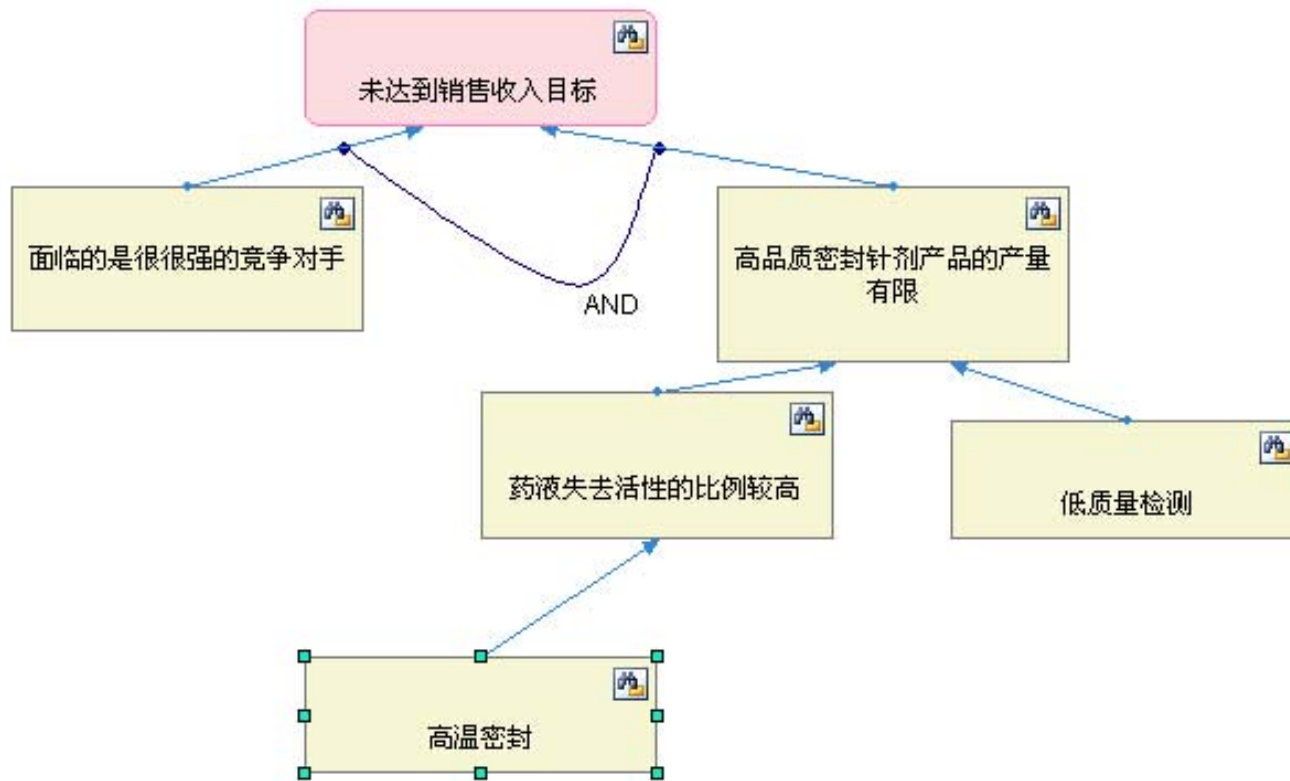 未达到销售收入目标
面临的是很很强的竞争对手
高品质密封针剂产品的产量
有限
AND
药液失去活性的比例较高
低质量检测
高温密封